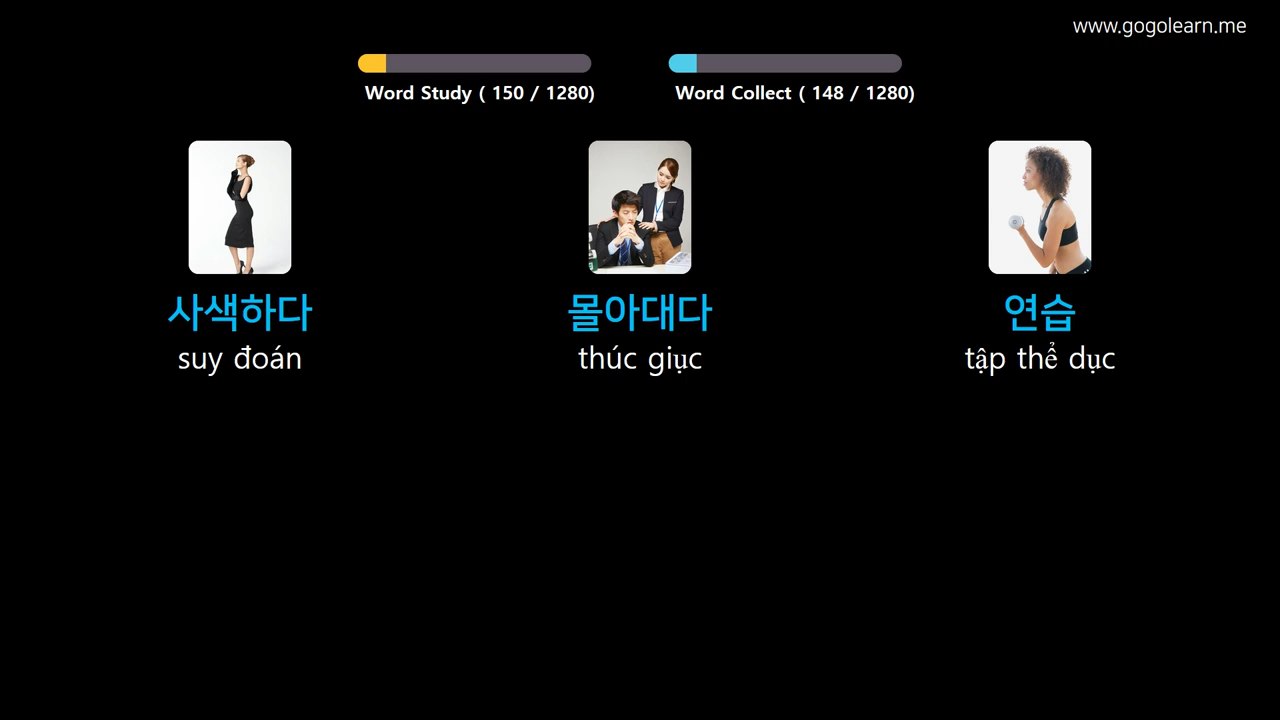 www.gogolearn.me
Word Study ( 150 / 1280)
Word Collect ( 148 / 1280)
사색하다
몰아대다
연습
suy đoán
thúc giục
tập thể dục